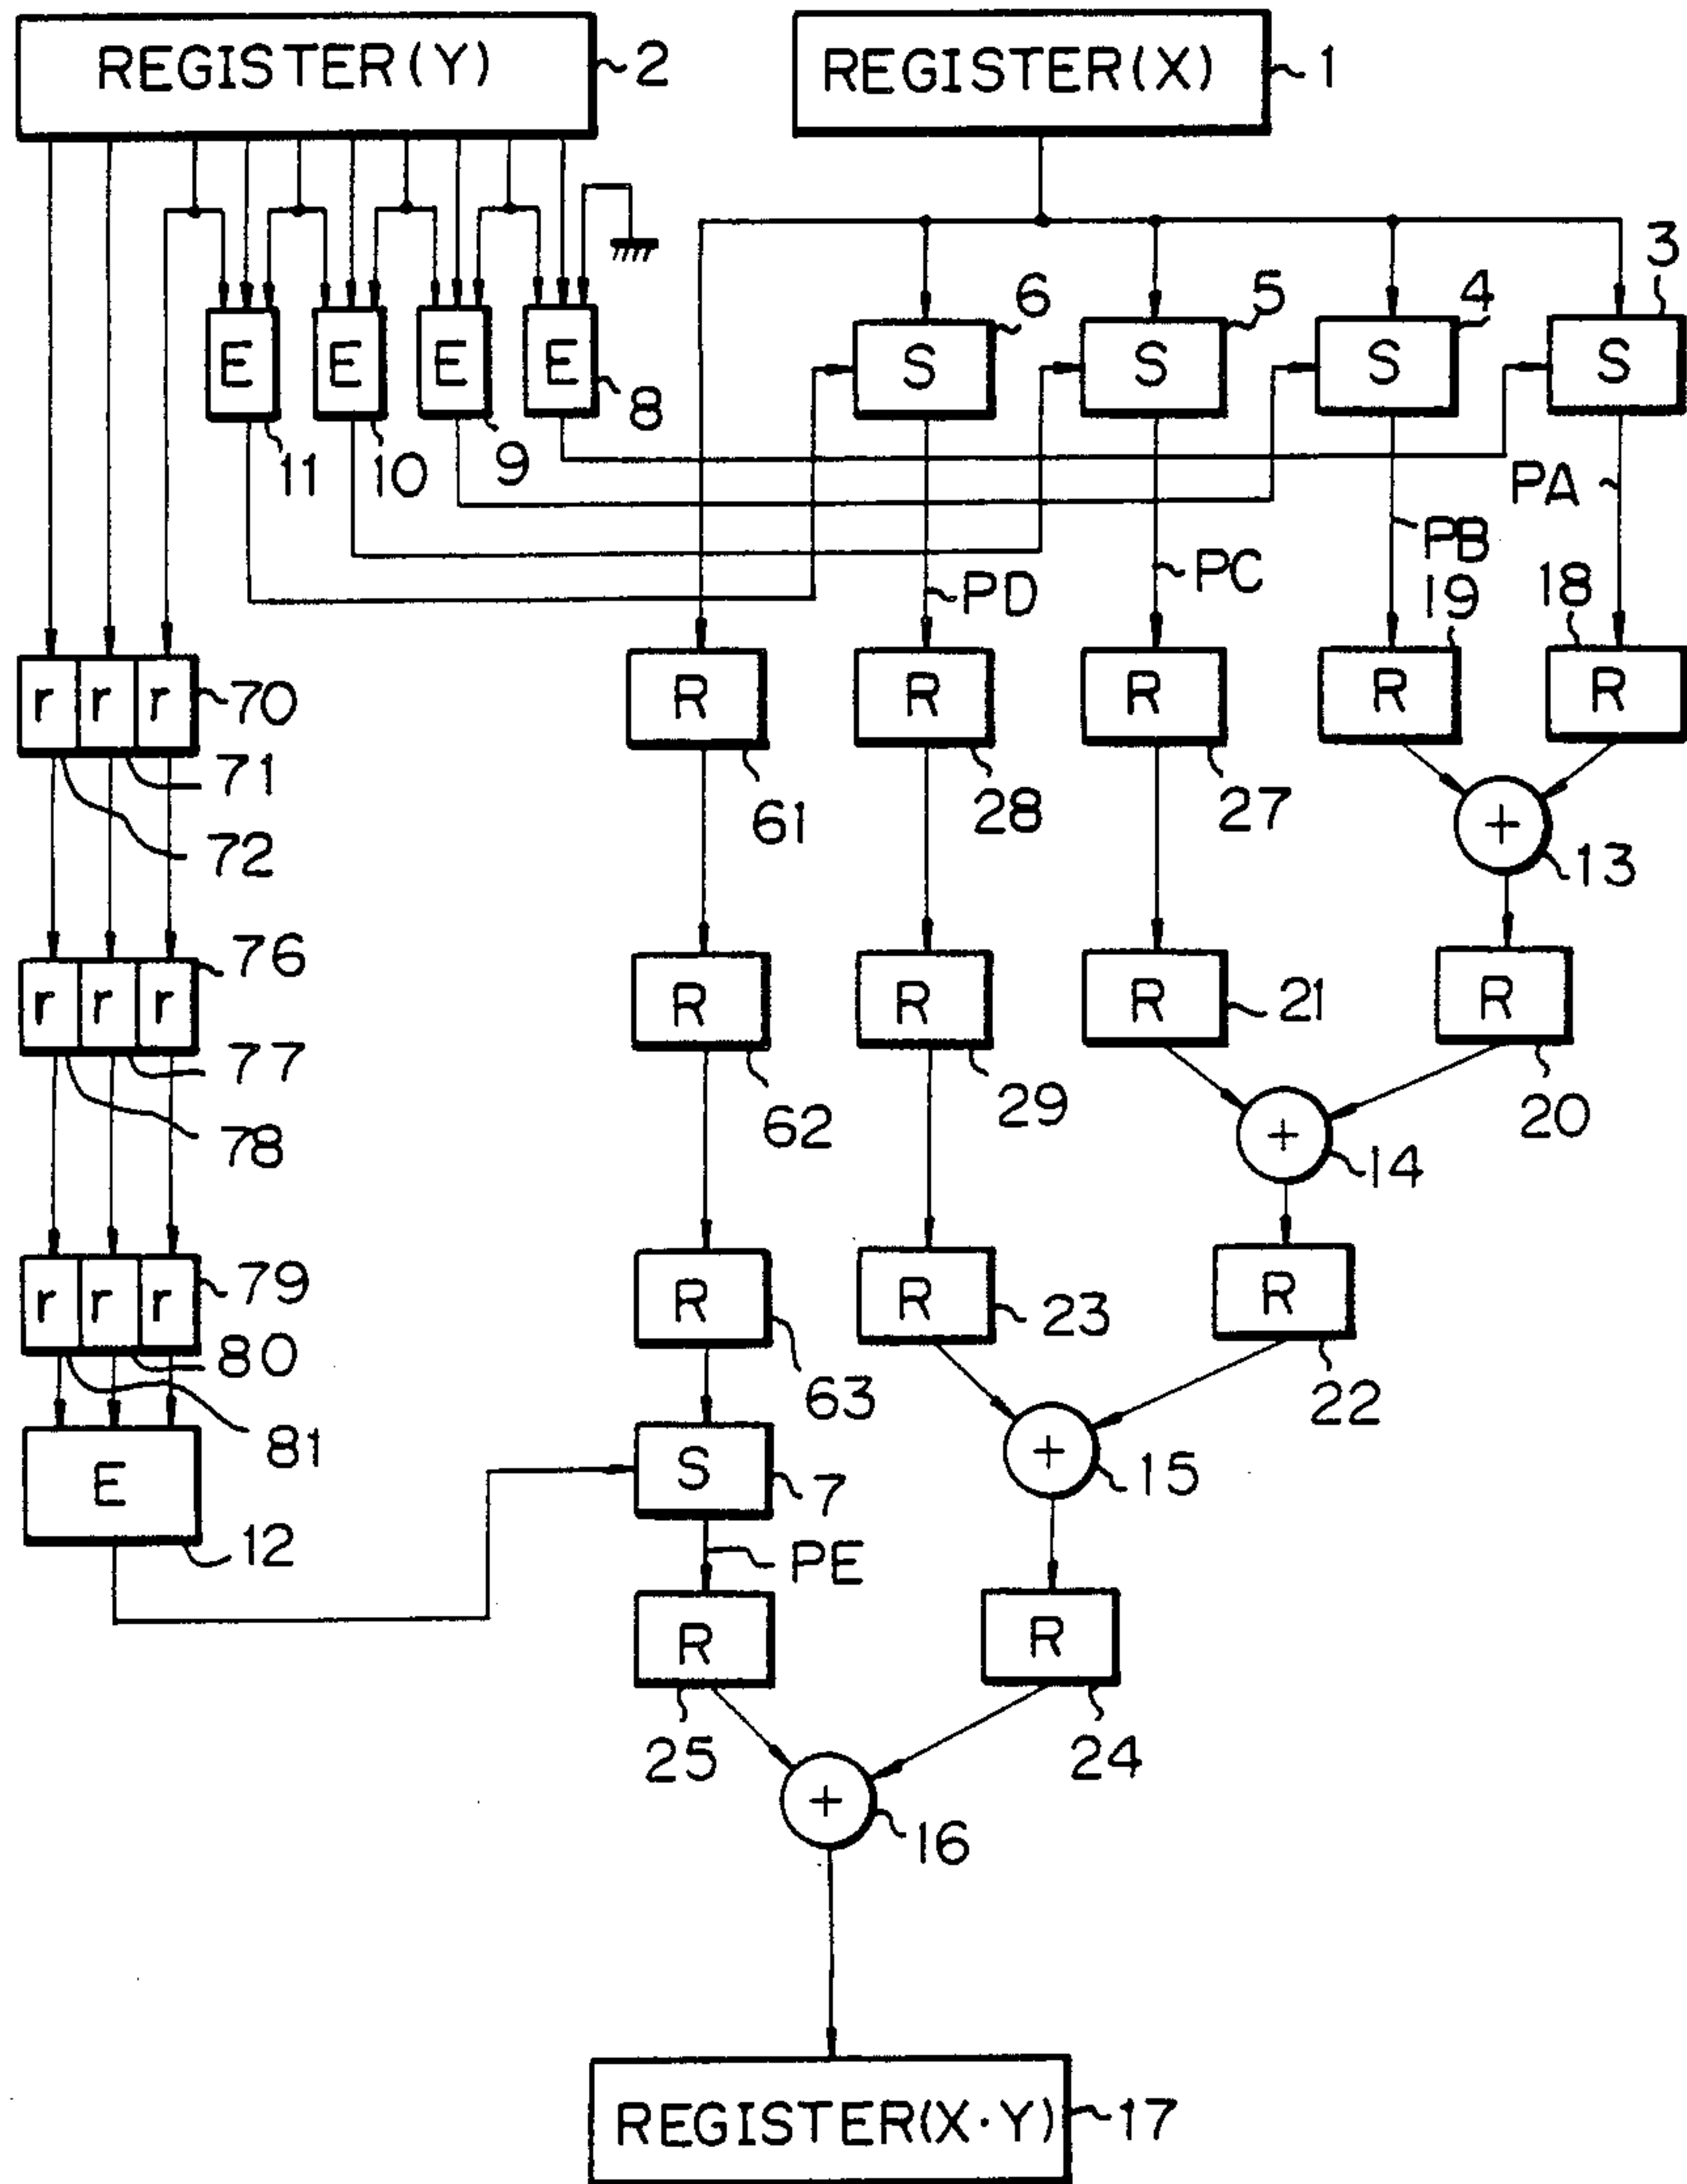 REGISTER(Y) 2 REGISTER(X) 1
3
6 5 4
E E E E S S S S
8
11 10 9
PA
PB
PC
PD
19 18
r r r 70 R R R R R
71
61 28 27
72
+ 13
76
r r r R R R 21 R
77
62 29 20
78
+ 14
79
r r r R R 23 R
80
63 22
81
E S 7 + 15
12 PE
R R
25 24
+ 16
REGISTER(X·Y) 17